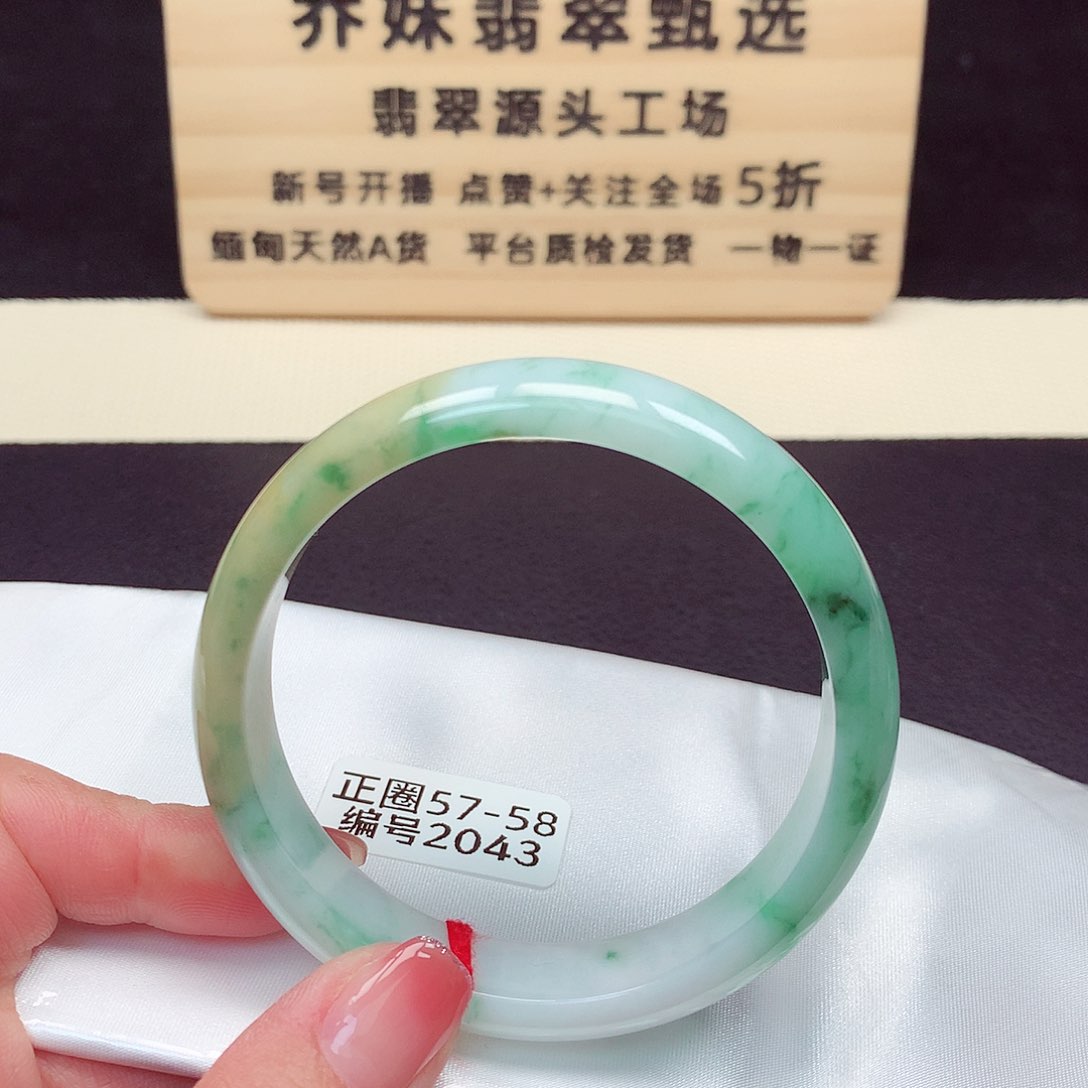 乔妹翡翠甄选
翡翠源头工场
新号开播 点赞+关注全场5折
缅甸天然A货 平台质检发货 一物一证
正圈57-58
编号2043